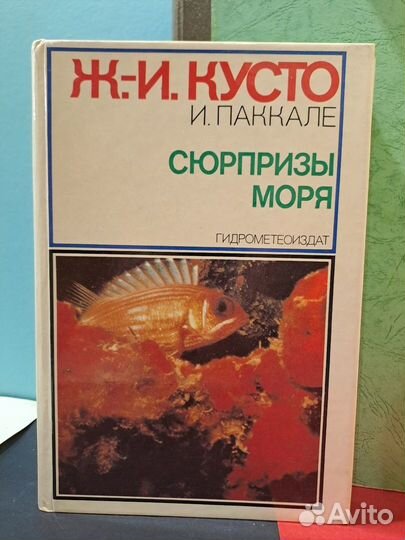 Ж.-И. КУСТО
И. ПАККАЛЕ
СЮРПРИЗЫ
МОРЯ
ГИДРОМЕТЕОИЗДАТ
Avito